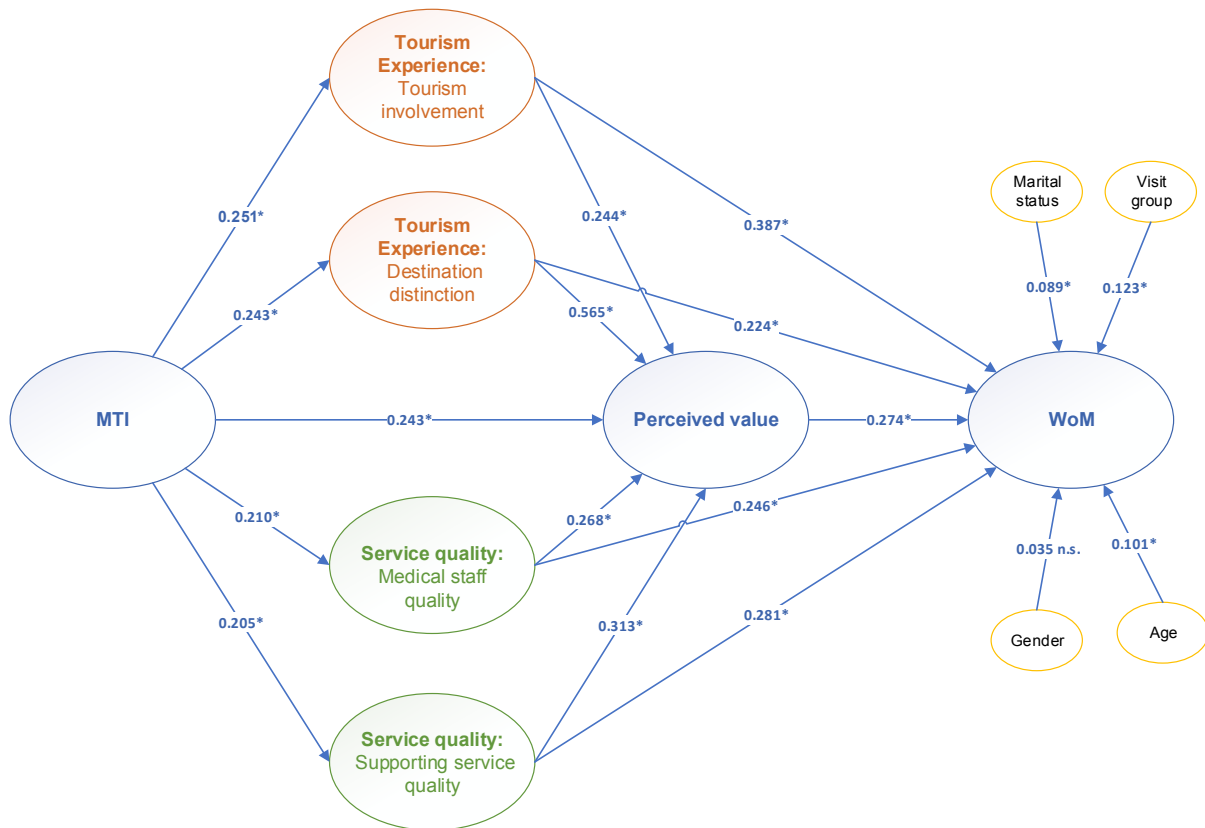 Tourism
Experience:
Tourism
involvement
Marital
status
Visit
group
0.251*
0.244*
0.387*
Tourism
Experience:
Destination
distinction
0.089*
0.123*
0.243*
0.565*
0.224*
MTI
0.243*
Perceived value
0.274*
WoM
0.210*
0.268*
0.246*
Service quality:
Medical staff
quality
0.035 n.s.
0.101*
0.205*
0.313*
0.281*
Gender
Age
Service quality:
Supporting service
quality